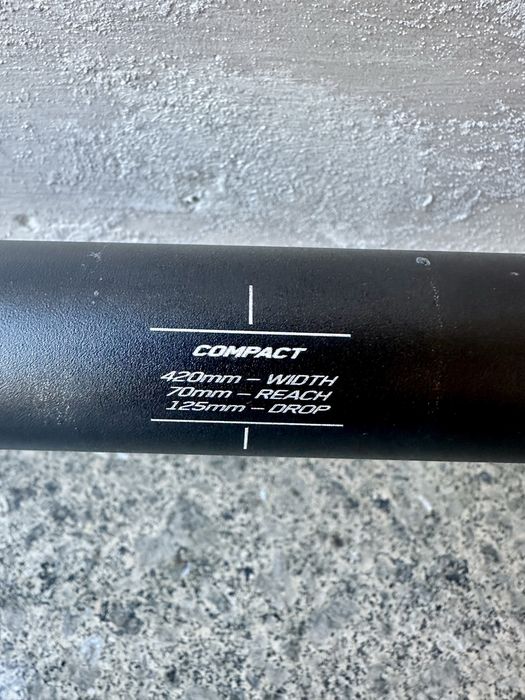 COMPACT
420mm – WIDTH
70mm – REACH
125mm – DROP